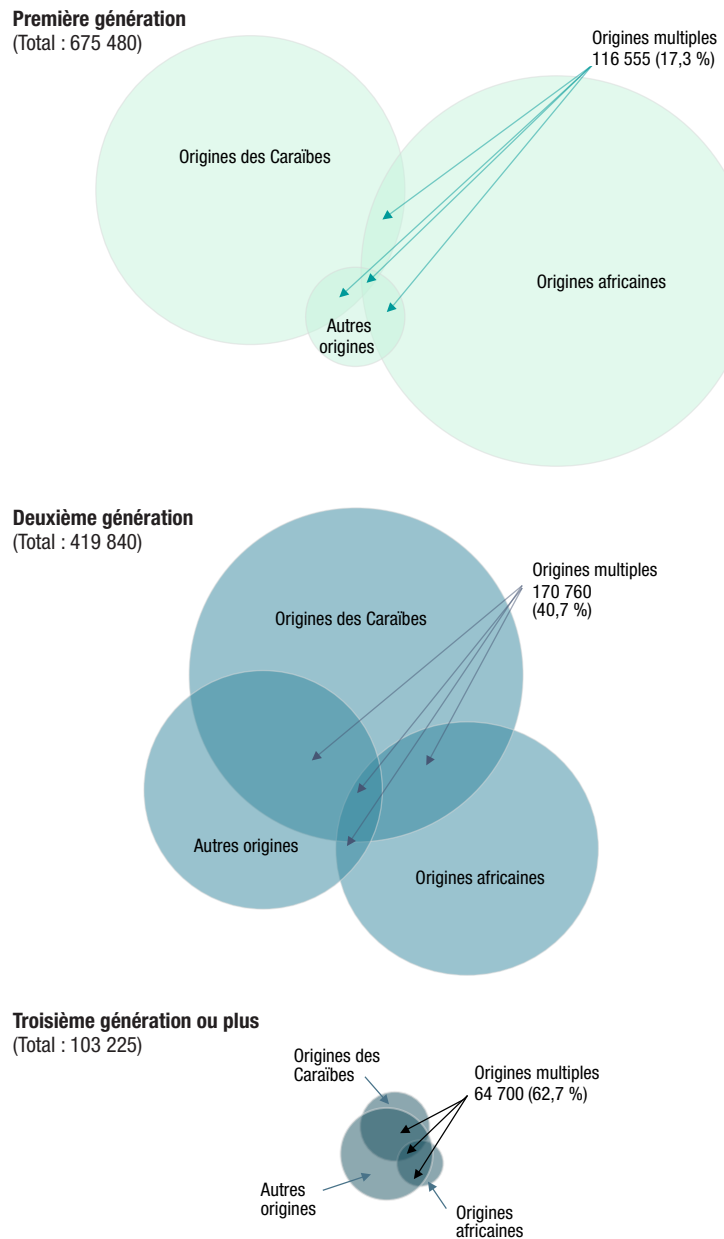 Première génération
(Total : 675 480)
Origines multiples
116 555 (17,3 %)
Origines des Caraïbes
Origines africaines
Autres
origines
Deuxième génération
(Total : 419 840)
Origines multiples
170 760
(40,7 %)
Origines des Caraïbes
Autres origines
Origines africaines
Troisième génération ou plus
(Total : 103 225)
Origines des
Caraïbes
Origines multiples
64 700 (62,7 %)
Autres
origines
Origines
africaines